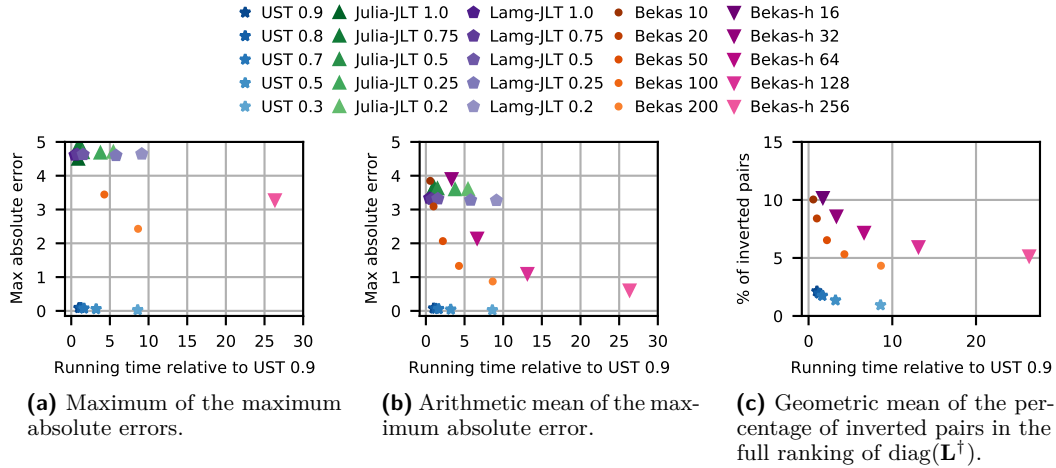 UST 0.9 Julia-JLT 1.0 Lamg-JLT 1.0 Bekas 10 Bekas-h 16
UST 0.8 Julia-JLT 0.75 Lamg-JLT 0.75 Bekas 20 Bekas-h 32
UST 0.7 Julia-JLT 0.5 Lamg-JLT 0.5 Bekas 50 Bekas-h 64
UST 0.5 Julia-JLT 0.25 Lamg-JLT 0.25 Bekas 100 Bekas-h 128
UST 0.3 Julia-JLT 0.2 Lamg-JLT 0.2 Bekas 200 Bekas-h 256
Max absolute error
5
4
3
2
1
0
0 5 10 15 20 25 30
Running time relative to UST 0.9
(a) Maximum of the maximum
absolute errors.
Max absolute error
5
4
3
2
1
0
0 5 10 15 20 25 30
Running time relative to UST 0.9
(b) Arithmetic mean of the max-
imum absolute error.
% of inverted pairs
15
10
5
0
0 10 20
Running time relative to UST 0.9
(c) Geometric mean of the per-
centage of inverted pairs in the
full ranking of diag(L†).